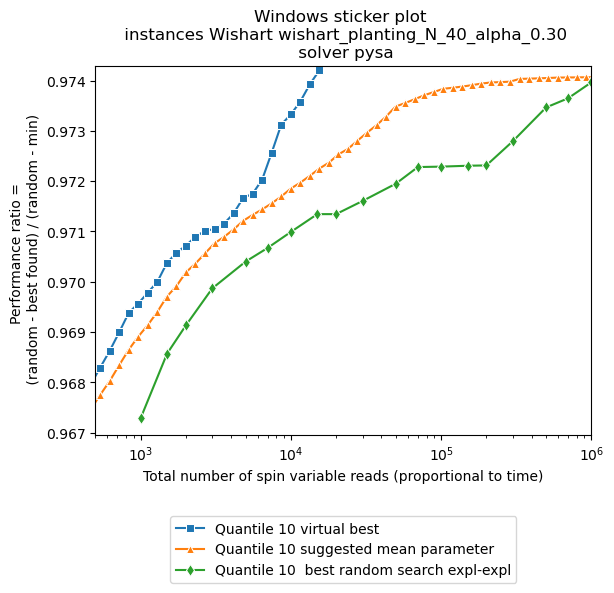 Windows sticker plot
instances Wishart wishart_planting_N_40_alpha_0.30
solver pysa
0.974
0.973
0.972
0.971
0.970
0.969
0.968
0.967
Performance ratio =
(random - best found) / (random - min)
10³
10⁴
10⁵
10⁶
Total number of spin variable reads (proportional to time)
Quantile 10 virtual best
Quantile 10 suggested mean parameter
Quantile 10  best random search expl-expl